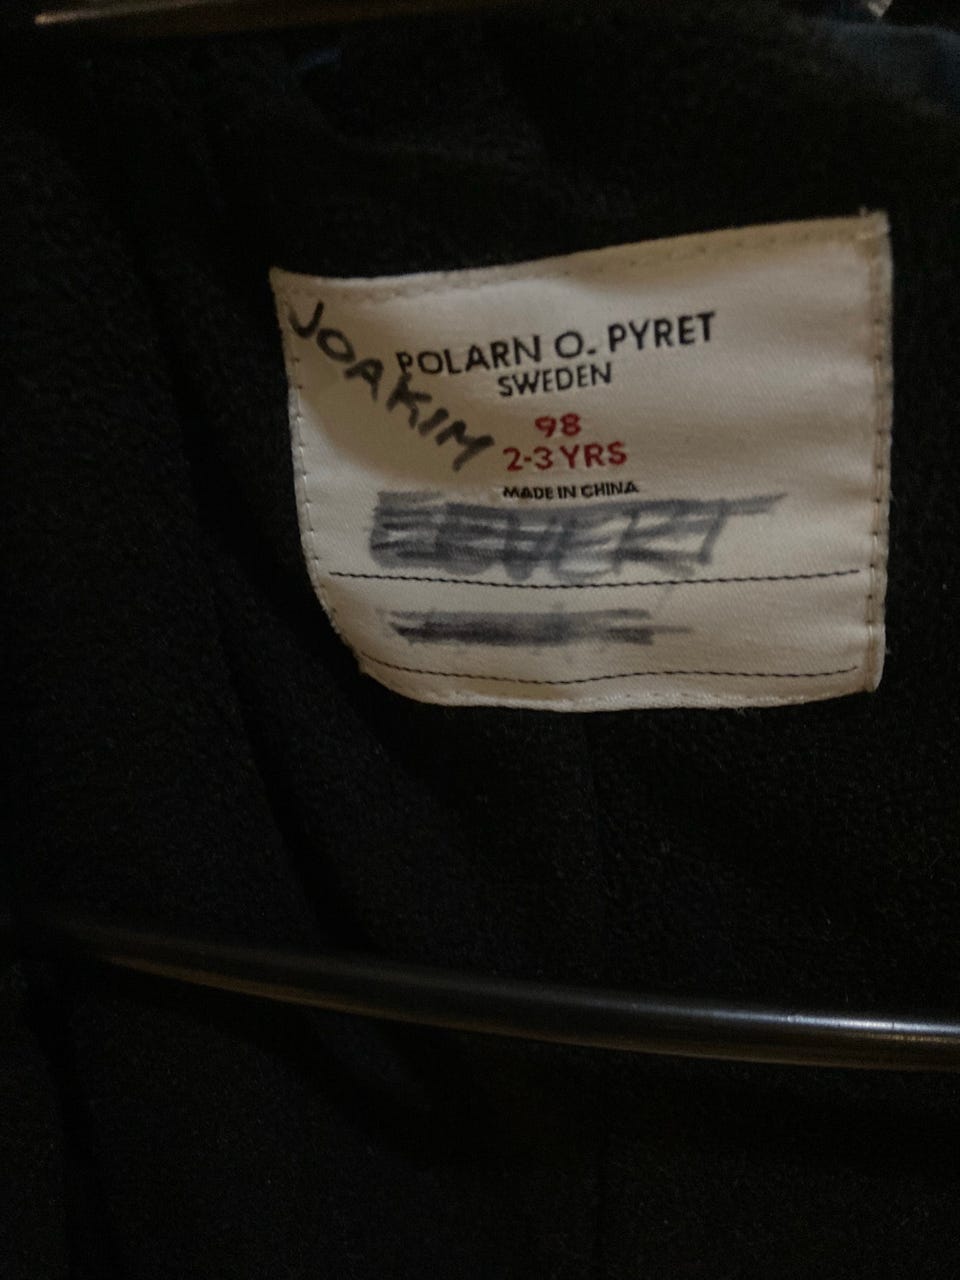 JOAKIM
POLARN O. PYRET
SWEDEN
98
2-3 YRS
MADE IN CHINA